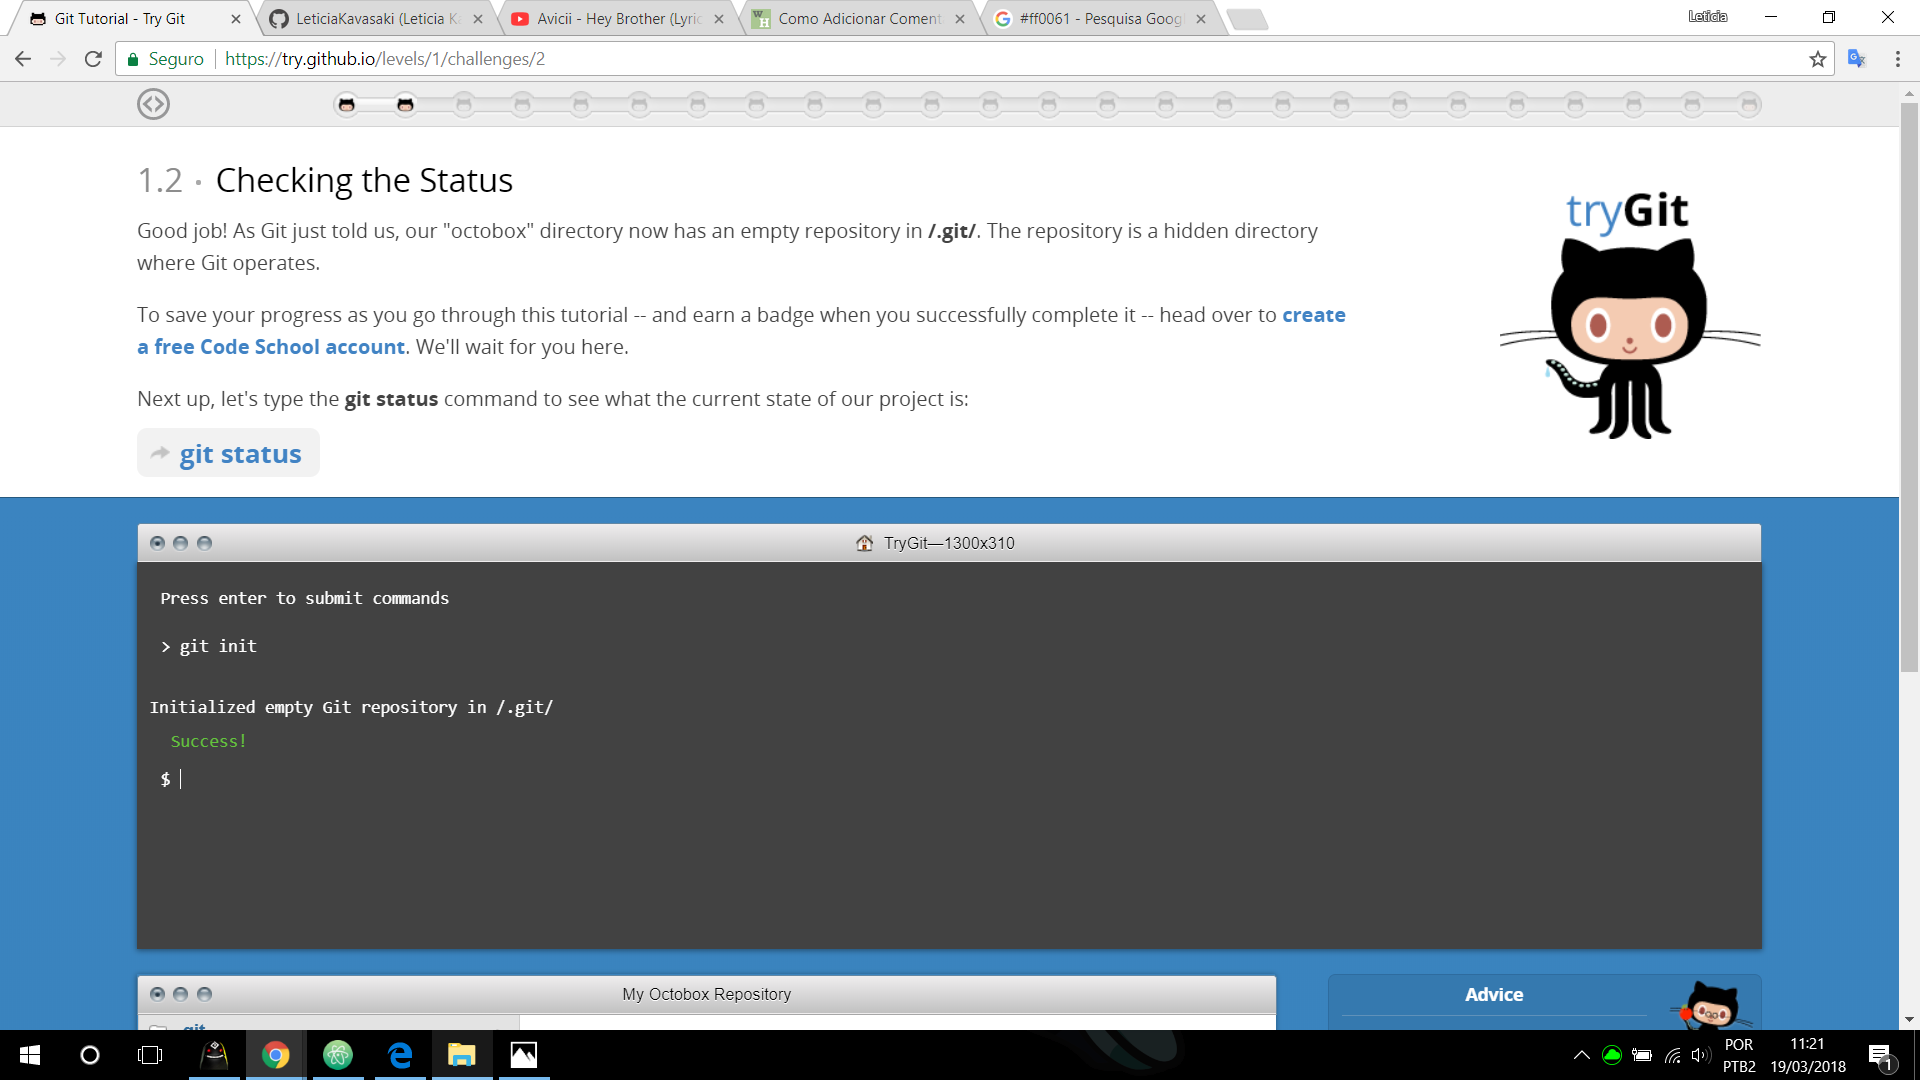 Git Tutorial - Try Git
LeticiaKavasaki (Leticia K
Avicii - Hey Brother (Lyric
Como Adicionar Coment
#ff0061 - Pesquisa Goog
Leticia
Seguro
https://try.github.io/levels/1/challenges/2
1.2 · Checking the Status
Good job! As Git just told us, our "octobox" directory now has an empty repository in /.git/. The repository is a hidden directory
where Git operates.
To save your progress as you go through this tutorial -- and earn a badge when you successfully complete it -- head over to create
a free Code School account. We'll wait for you here.
Next up, let's type the git status command to see what the current state of our project is:
git status
tryGit
TryGit—1300x310
Press enter to submit commands
> git init
Initialized empty Git repository in /.git/
Success!
$
My Octobox Repository
.git
Advice
POR
PTB2
11:21
19/03/2018
1